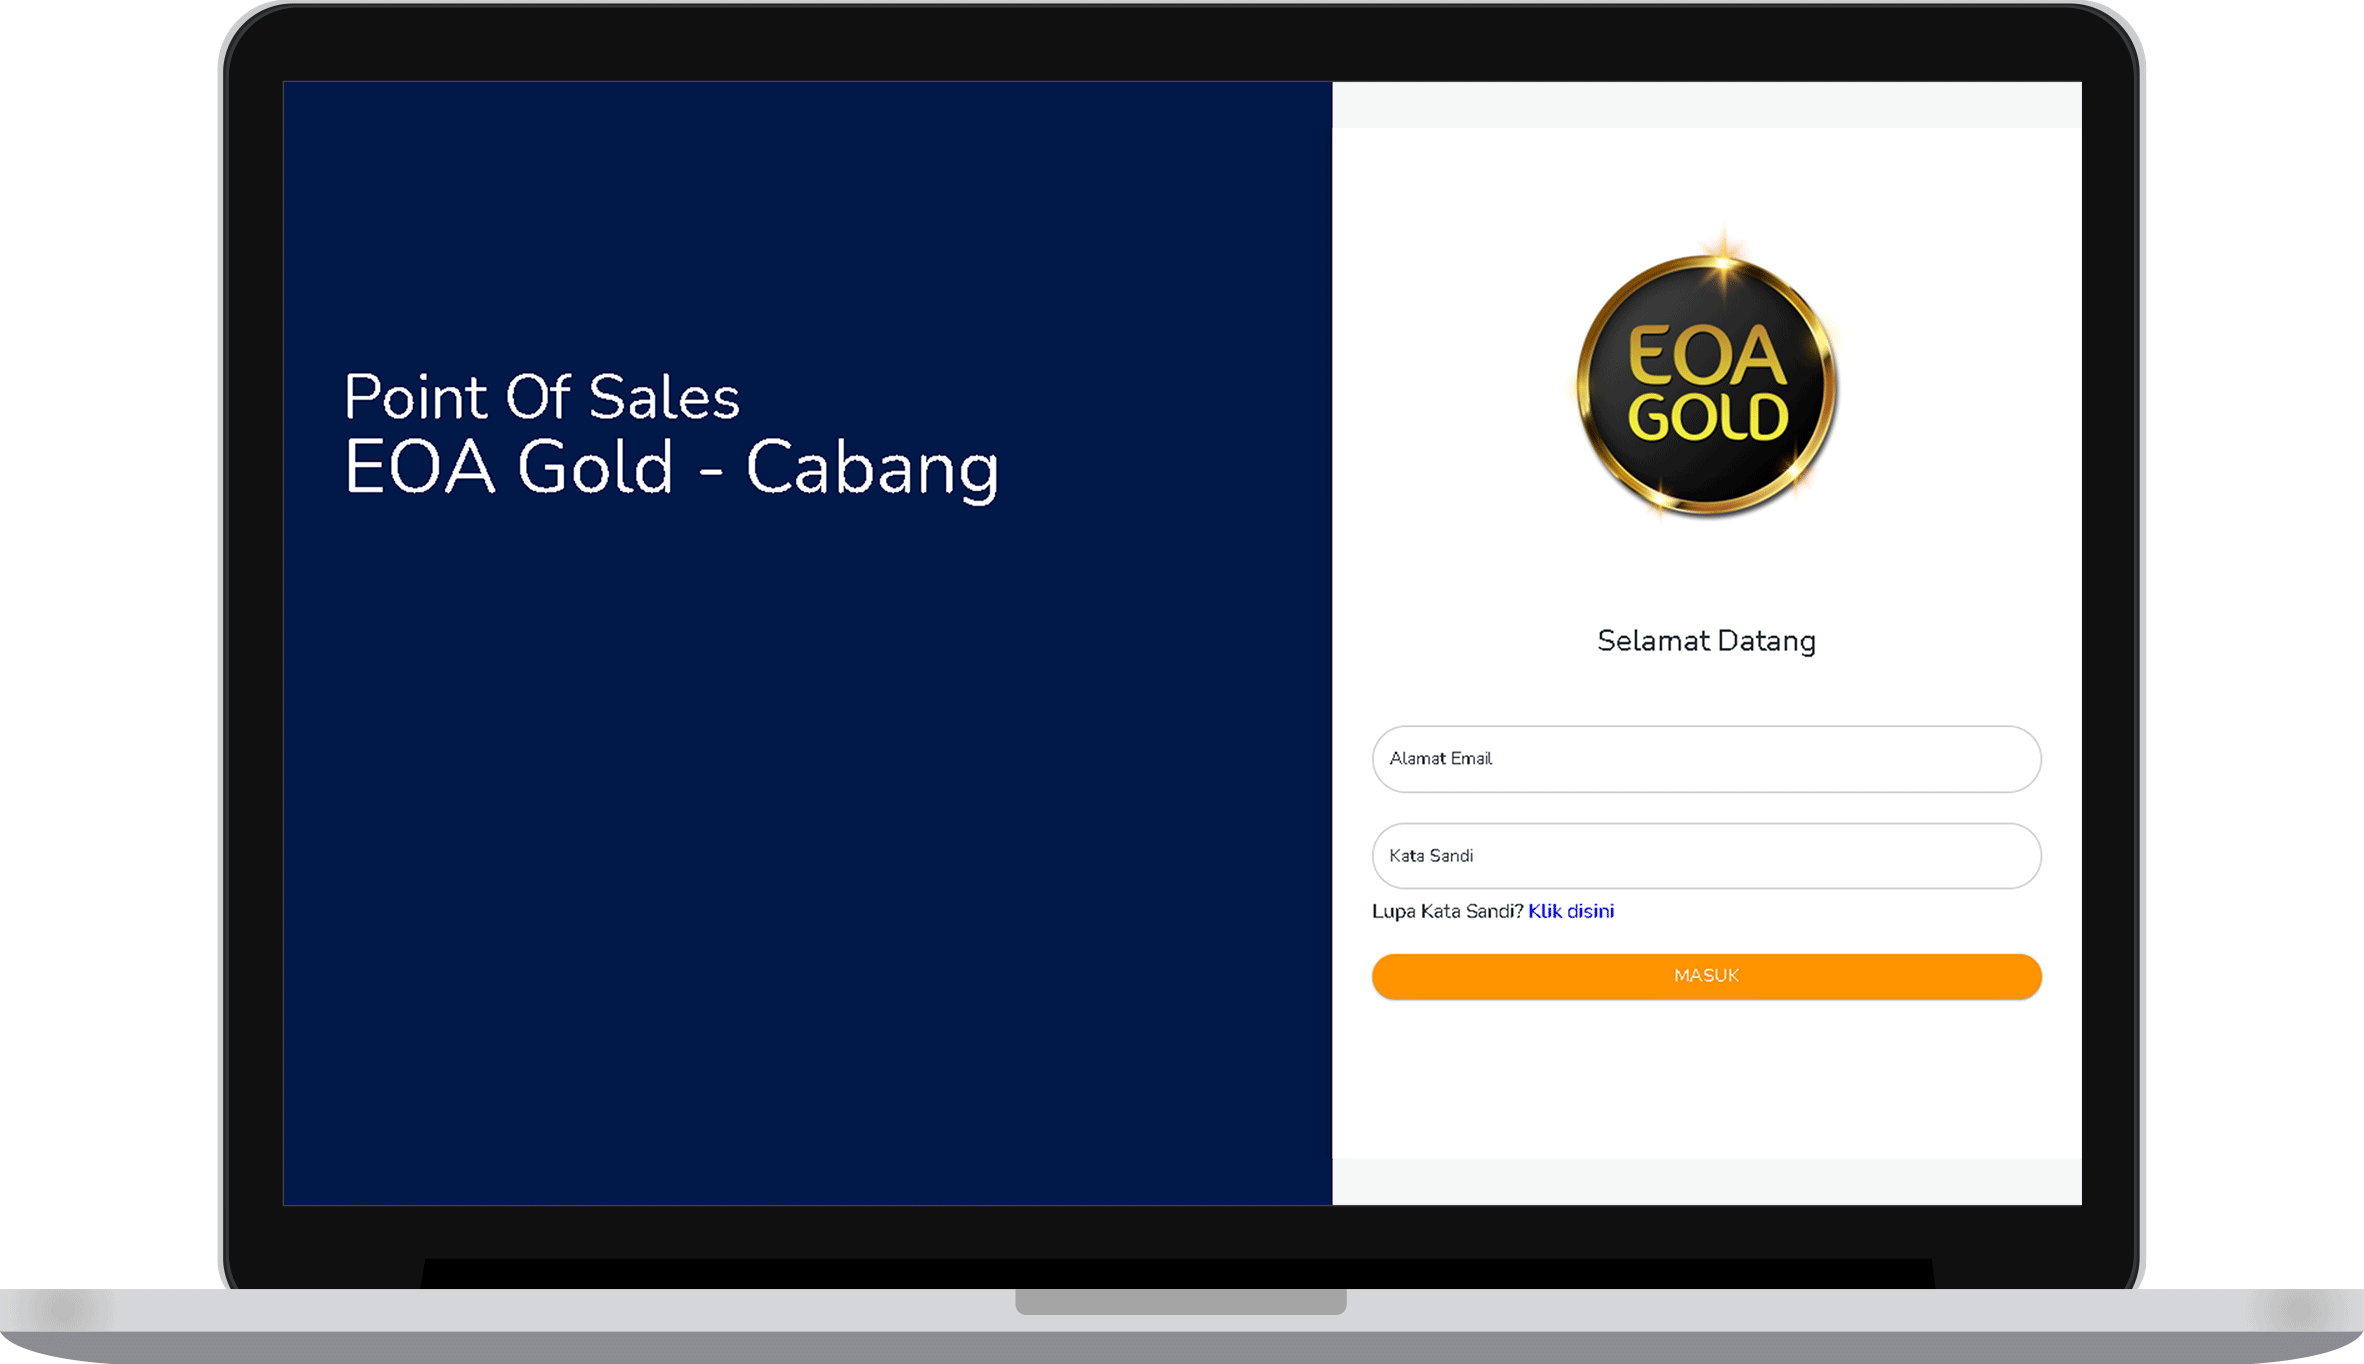 Point Of Sales
EOA Gold - Cabang
EOA
GOLD
Selamat Datang
Alamat Email
Kata Sandi
Lupa Kata Sandi? Klik disini
MASUK